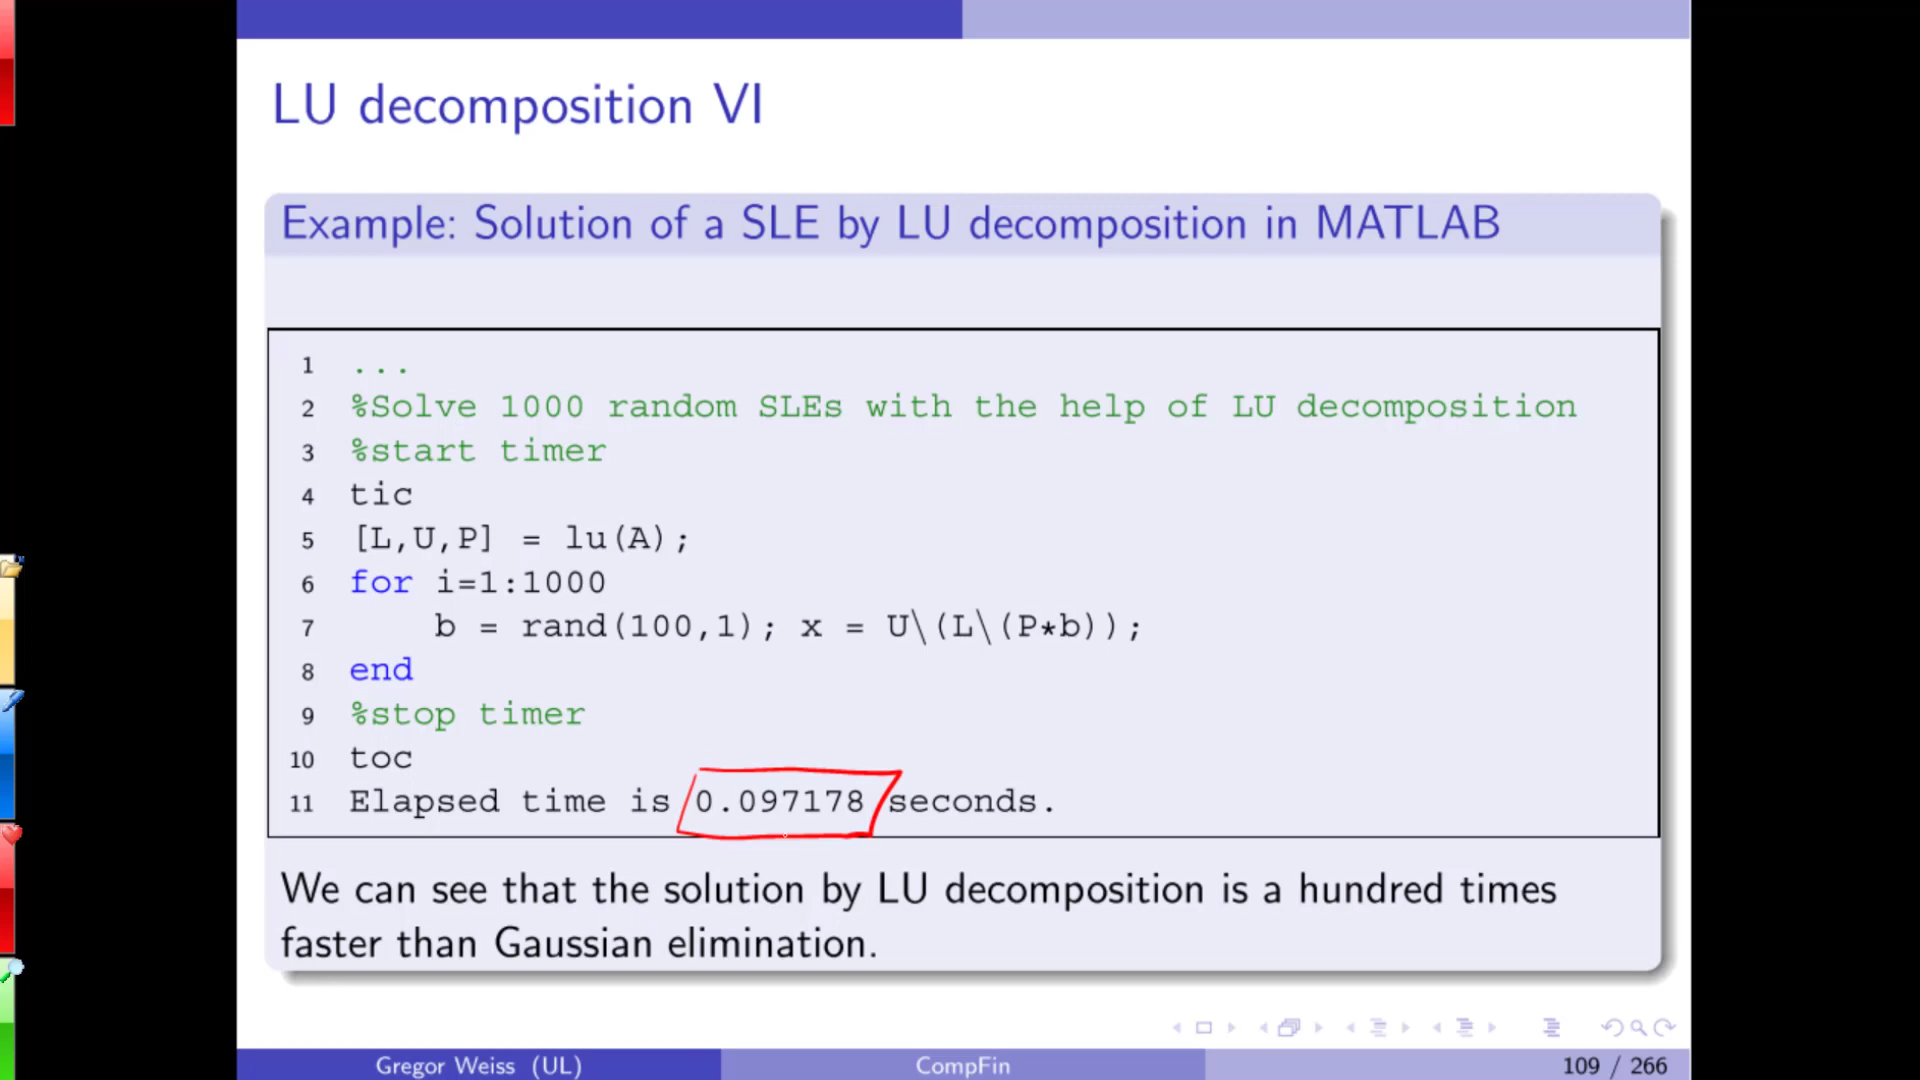 LU decomposition VI
Example: Solution of a SLE by LU decomposition in MATLAB
1 ...
2 %Solve 1000 random SLEs with the help of LU decomposition
3 %start timer
4 tic
5 [L,U,P] = lu(A);
6 for i=1:1000
7 b = rand(100,1); x = U\(L\(P*b));
8 end
9 %stop timer
10 toc
11 Elapsed time is 0.097178 seconds.
We can see that the solution by LU decomposition is a hundred times
faster than Gaussian elimination.
Gregor Weiss (UL) CompFin 109 / 266